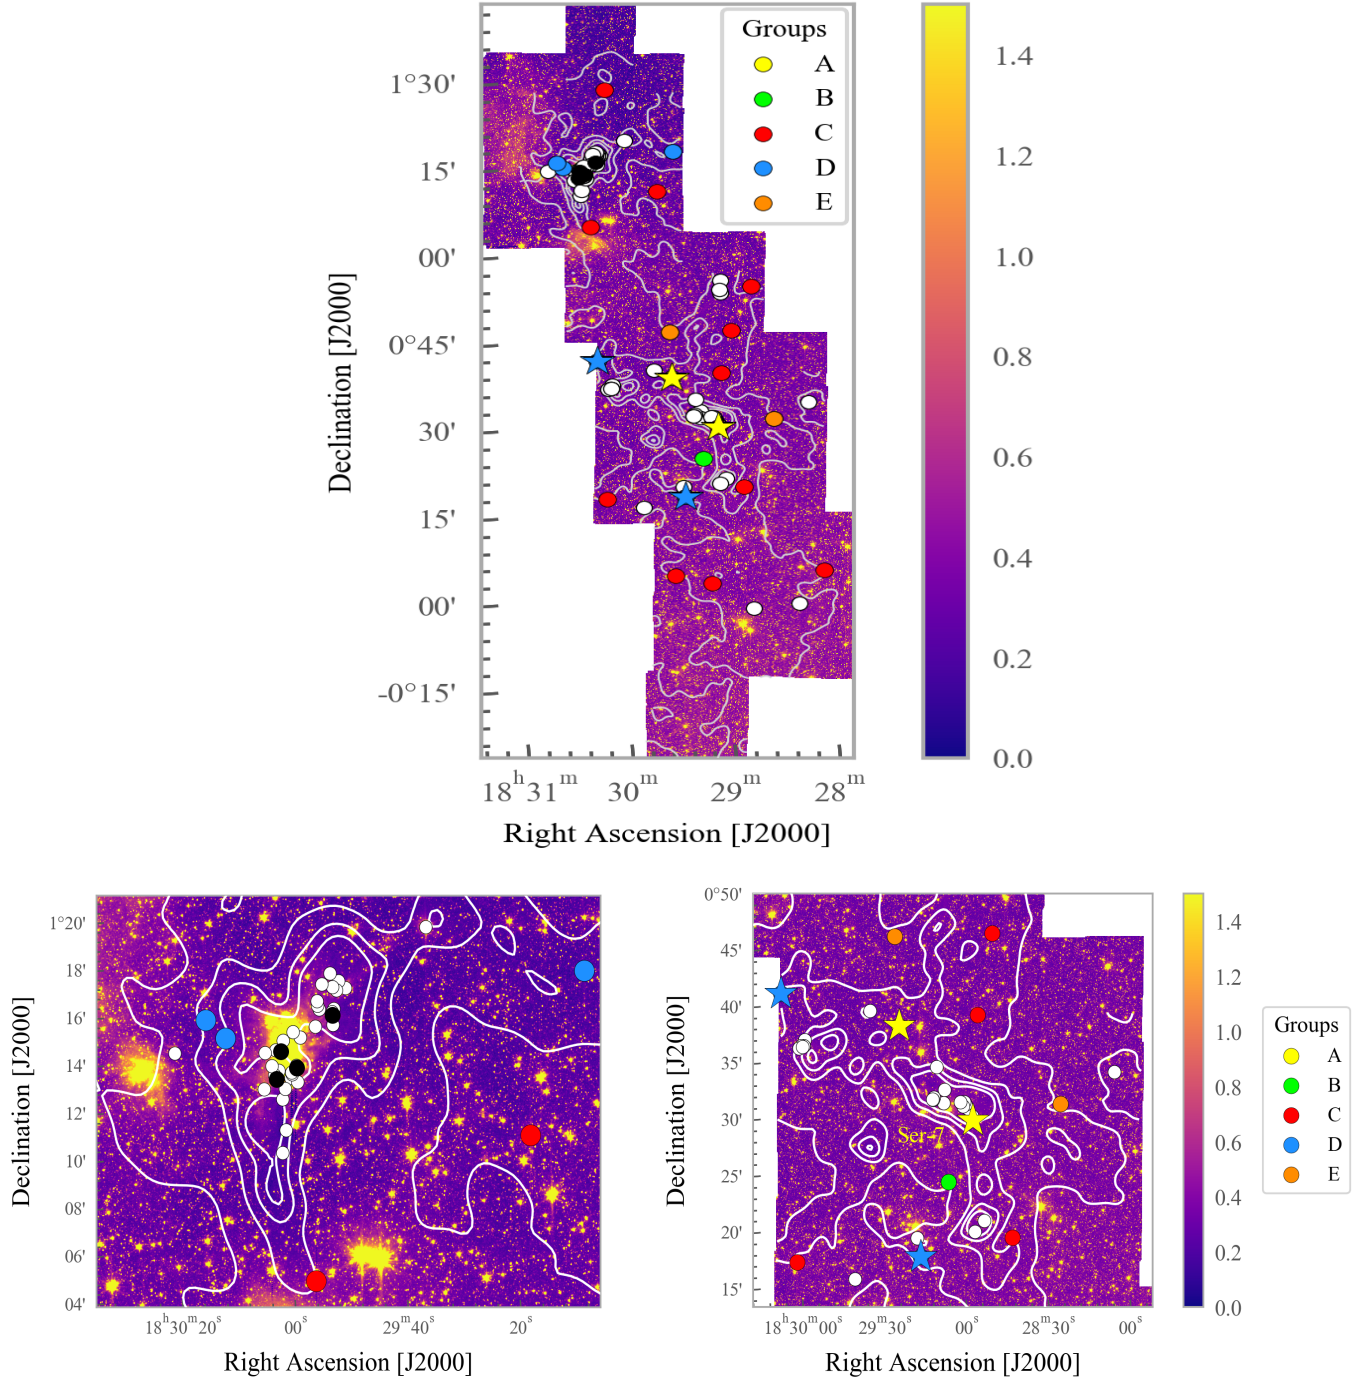 Groups
A
B
C
D
E
1°30'
15'
00'
0°45'
30'
15'
00'
-0°15'
Declination [J2000]
18ʰ31ᵐ 30ᵐ 29ᵐ 28ᵐ
Right Ascension [J2000]
1.4
1.2
1.0
0.8
0.6
0.4
0.2
0.0
1°20'
18'
16'
14'
12'
10'
08'
06'
04'
Declination [J2000]
18ʰ30ᵐ20ˢ 00ˢ 29ᵐ40ˢ 20ˢ
Right Ascension [J2000]
0°50'
45'
40'
35'
30'
25'
20'
15'
Declination [J2000]
Ser-7
18ʰ30ᵐ00ˢ 29ᵐ30ˢ 00ˢ 28ᵐ30ˢ 00ˢ
Right Ascension [J2000]
1.4
1.2
1.0
0.8
0.6
0.4
0.2
0.0
Groups
A
B
C
D
E